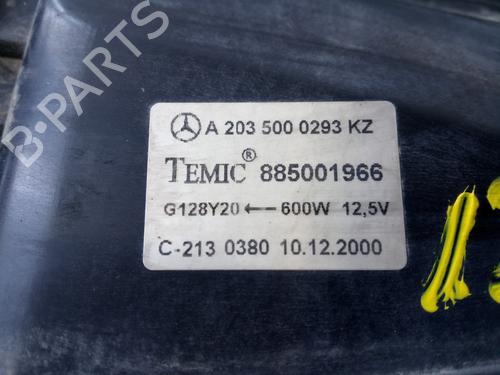 B-PARTS
A 203 500 0293 KZ
TEMIC® 885001966
G128Y20 ⟵ 600W 12,5V
C-213 0380 10.12.2000